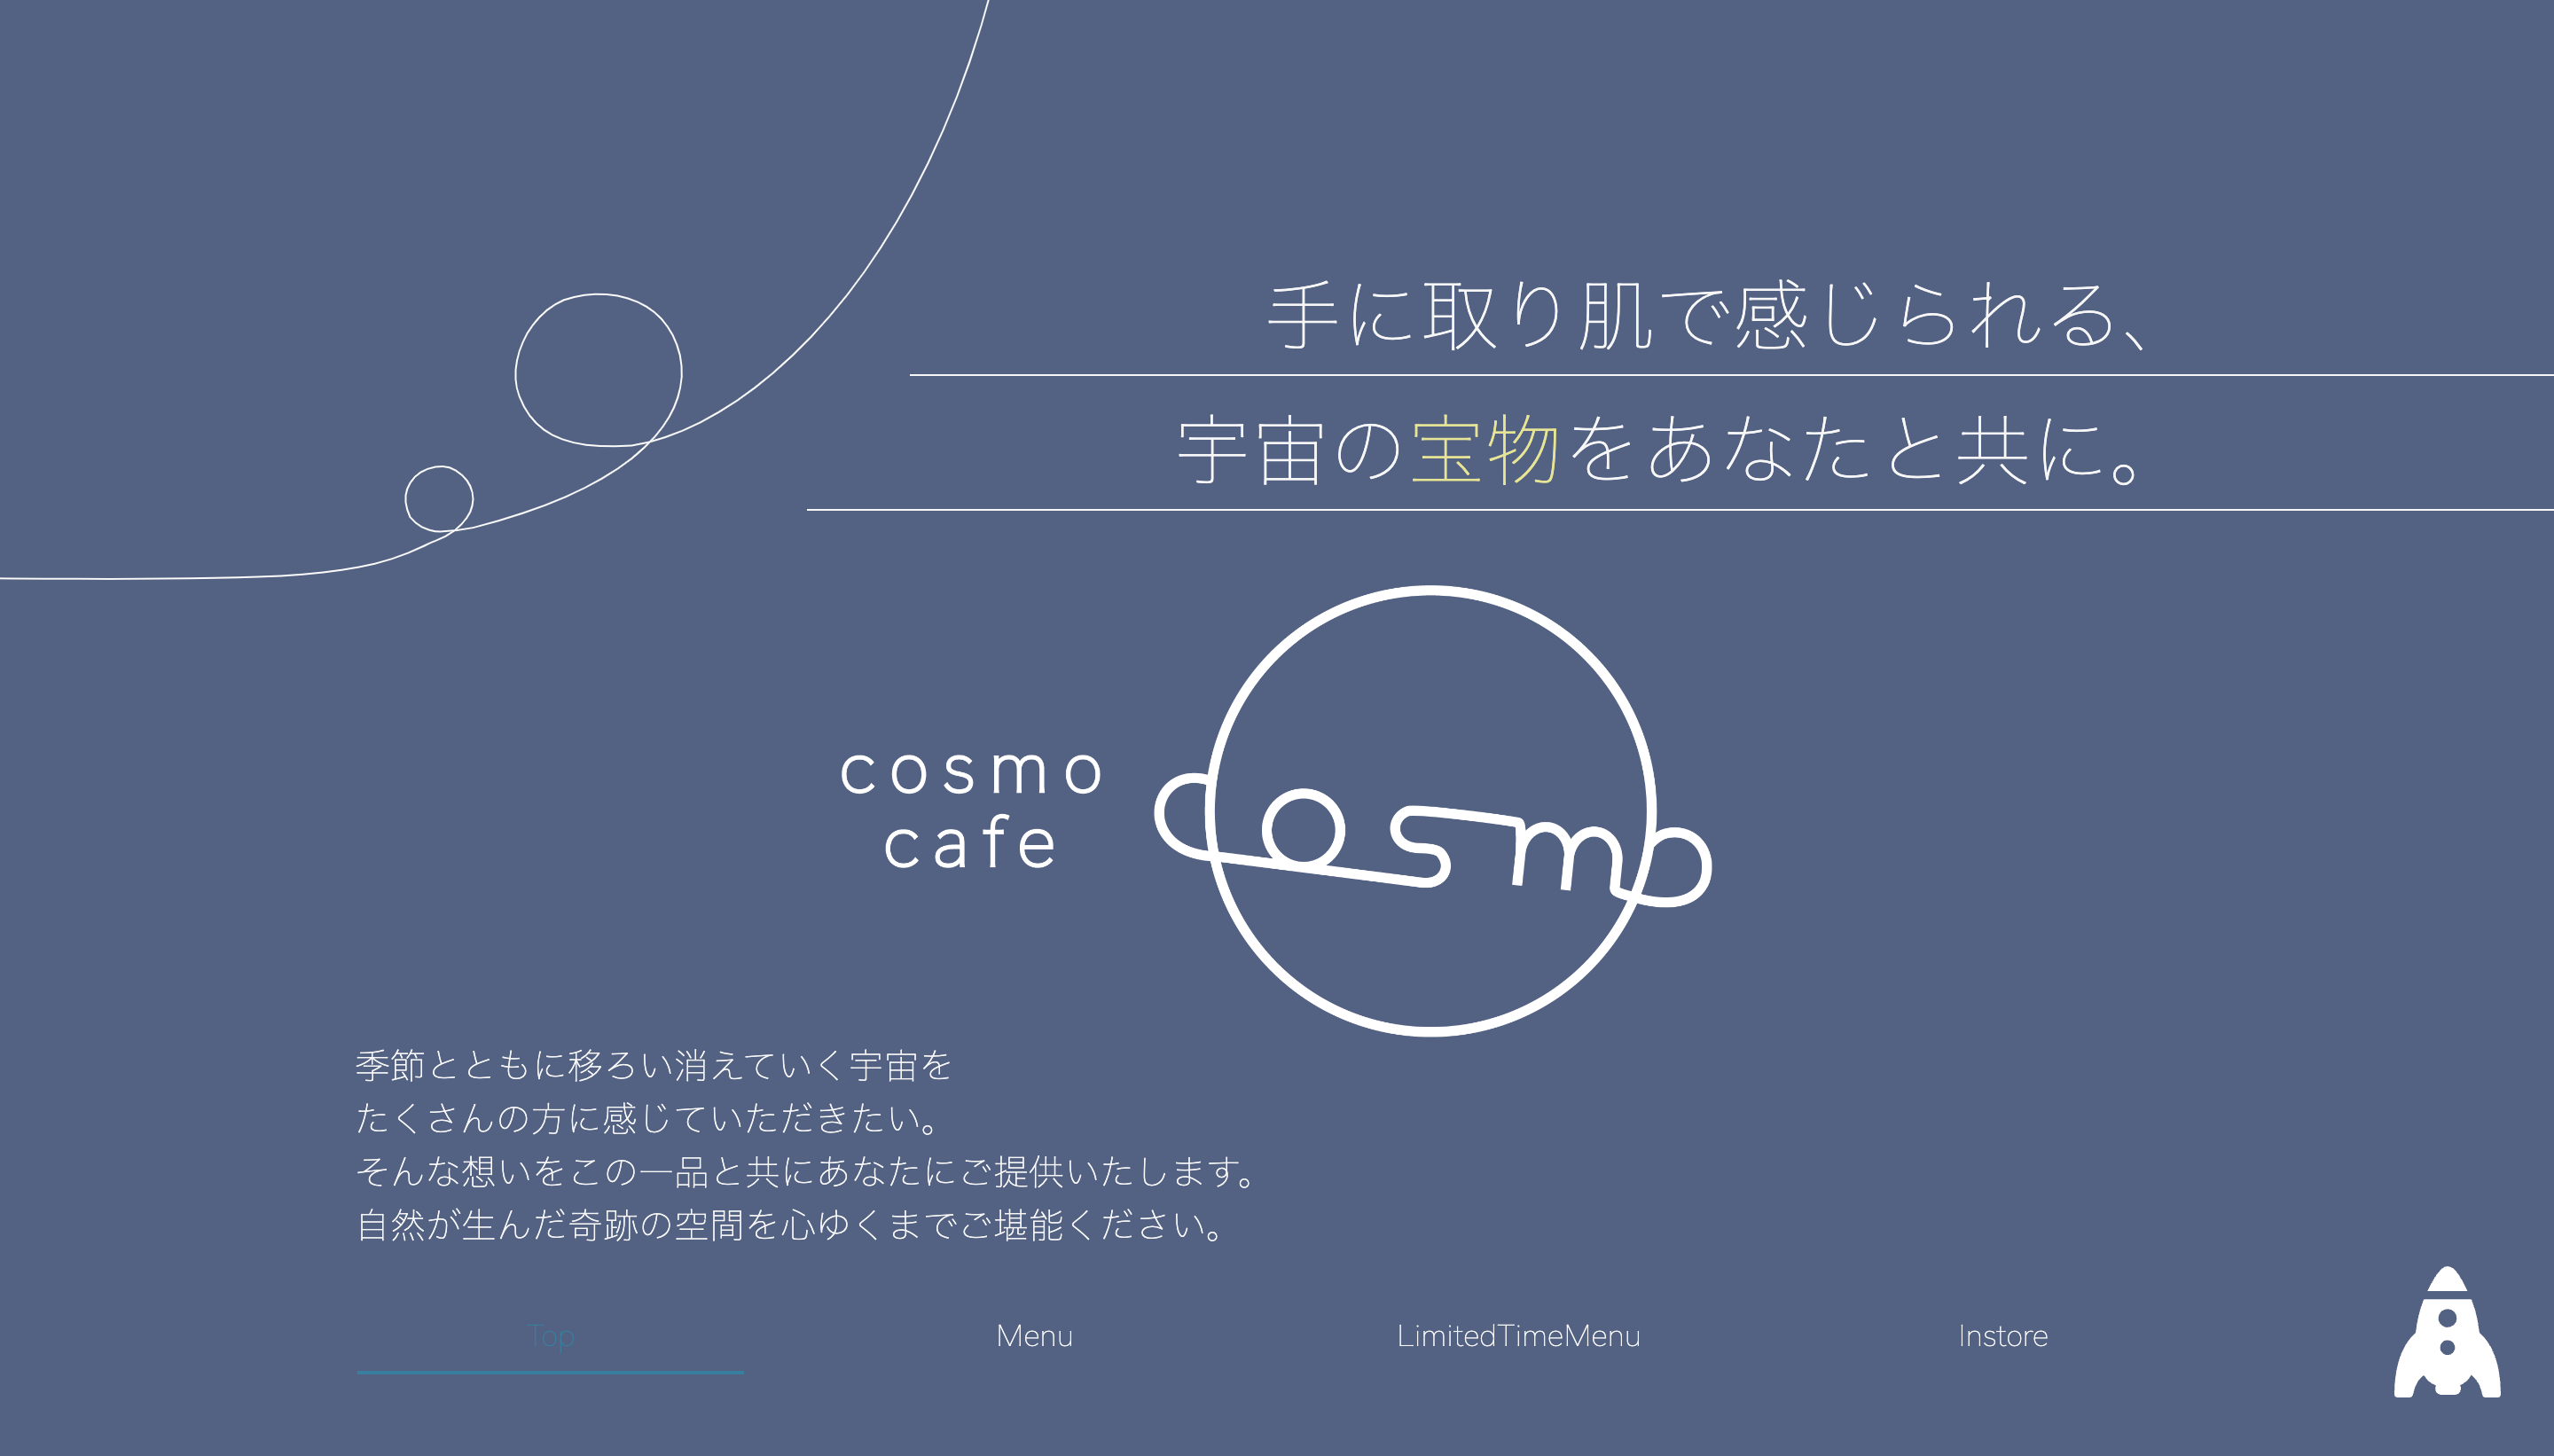 手に取り肌で感じられる、
宇宙の宝物をあなたと共に。
cosmo
cafe
cosmo
季節とともに移ろい消えていく宇宙を
たくさんの方に感じていただきたい。
そんな想いをこの一品と共にあなたにご提供いたします。
自然が生んだ奇跡の空間を心ゆくまでご堪能ください。
Top Menu LimitedTimeMenu Instore